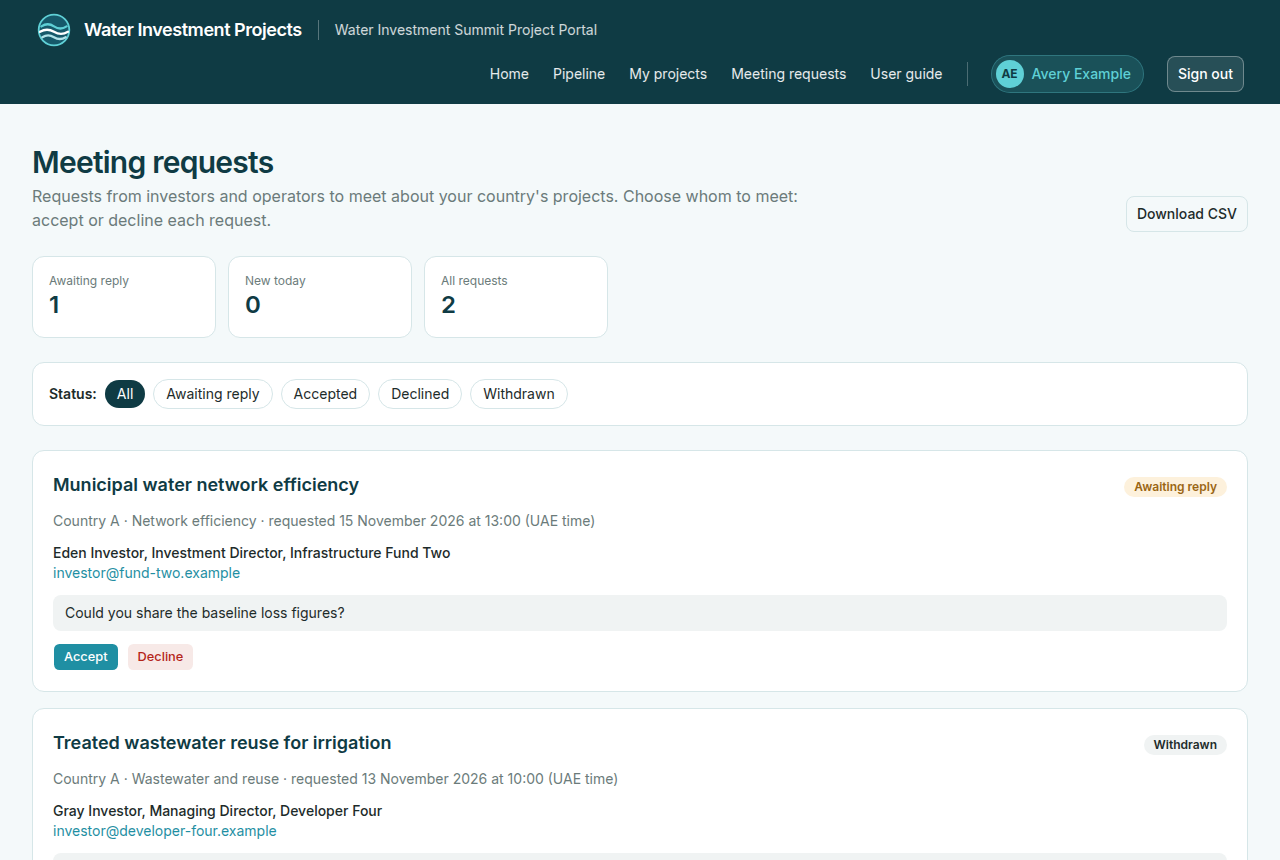 Water Investment Projects
Water Investment Summit Project Portal
Home
Pipeline
My projects
Meeting requests
User guide
AE
Avery Example
Sign out
Meeting requests
Requests from investors and operators to meet about your country's projects. Choose whom to meet:
accept or decline each request.
Download CSV
Awaiting reply
1
New today
0
All requests
2
Status:
All
Awaiting reply
Accepted
Declined
Withdrawn
Municipal water network efficiency
Awaiting reply
Country A · Network efficiency · requested 15 November 2026 at 13:00 (UAE time)
Eden Investor, Investment Director, Infrastructure Fund Two
investor@fund-two.example
Could you share the baseline loss figures?
Accept
Decline
Treated wastewater reuse for irrigation
Withdrawn
Country A · Wastewater and reuse · requested 13 November 2026 at 10:00 (UAE time)
Gray Investor, Managing Director, Developer Four
investor@developer-four.example